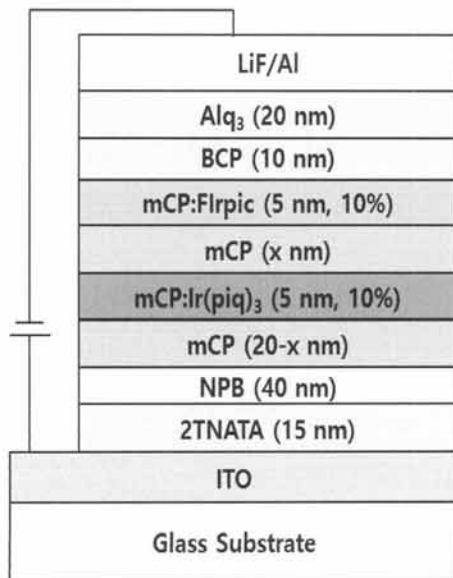 LiF/Al
Alq₃ (20 nm)
BCP (10 nm)
mCP:FIrpic (5 nm, 10%)
mCP (x nm)
mCP:Ir(piq)₃ (5 nm, 10%)
mCP (20-x nm)
NPB (40 nm)
2TNATA (15 nm)
ITO
Glass Substrate